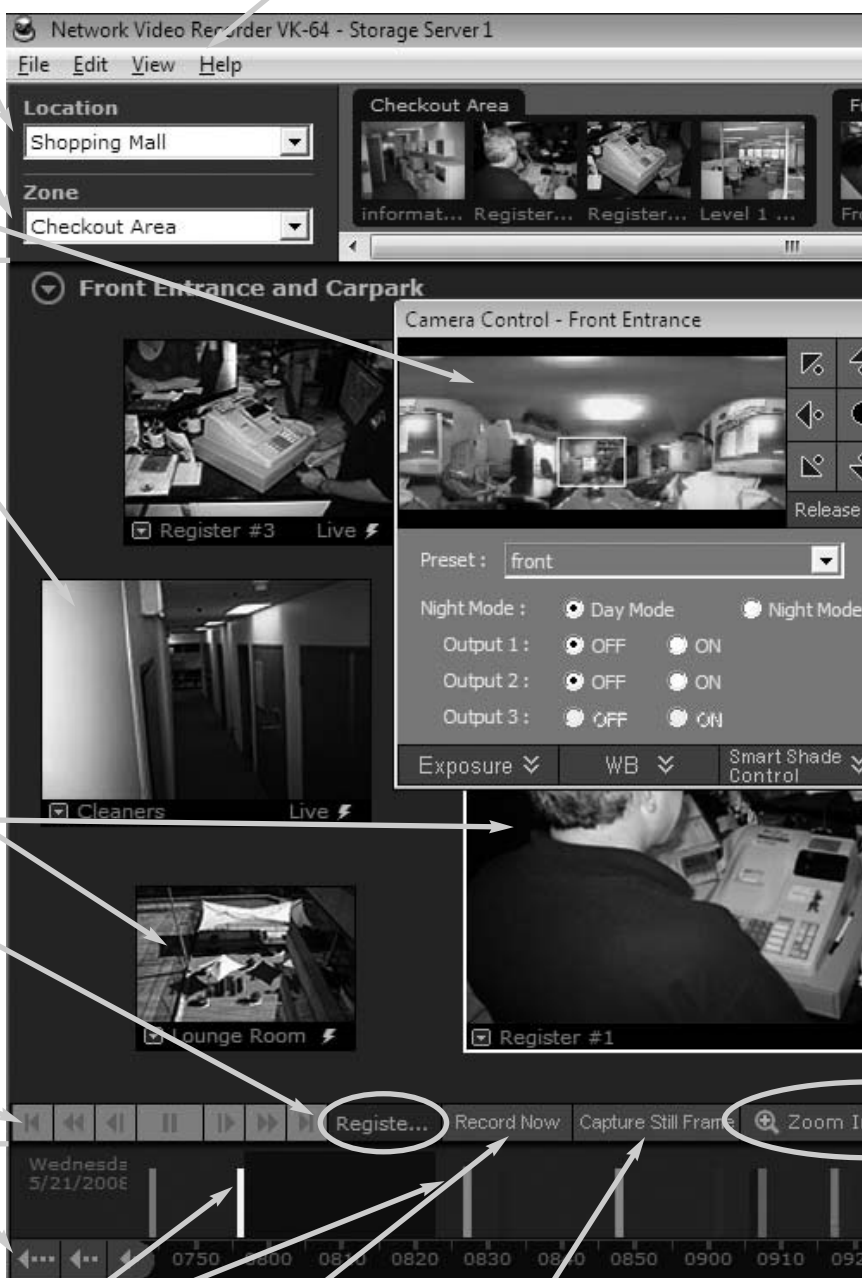 Network Video Recorder VK-64 - Storage Server 1
File Edit View Help
Location
Shopping Mall
Zone
Checkout Area
Checkout Area
informat... Register... Register... Level 1 ...
Front Entrance and Carpark
Camera Control - Front Entrance
Release
Register #3 Live
Preset : front
Night Mode : Day Mode Night Mode
Output 1 : OFF ON
Output 2 : OFF ON
Output 3 : OFF ON
Exposure WB Smart Shade
Control
Cleaners Live
Lounge Room
Register #1
Registe... Record Now Capture Still Frame Zoom I
Wednesda
5/21/2008
0750 0800 0810 0820 0830 0840 0850 0900 0910 092